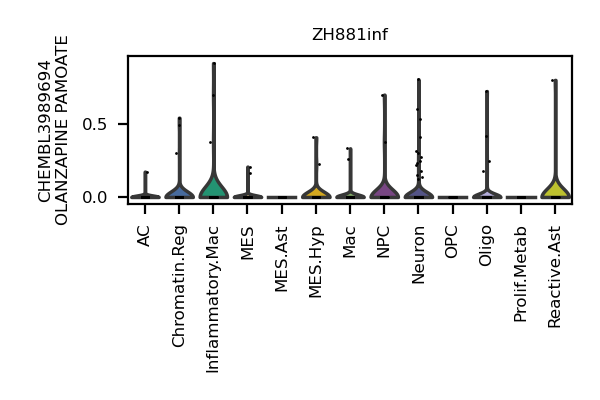 ZH881inf
CHEMBL3989694
OLANZAPINE PAMOATE
0.5
0.0
AC
Chromatin.Reg
Inflammatory.Mac
MES
MES.Ast
MES.Hyp
Mac
NPC
Neuron
OPC
Oligo
Prolif.Metab
Reactive.Ast